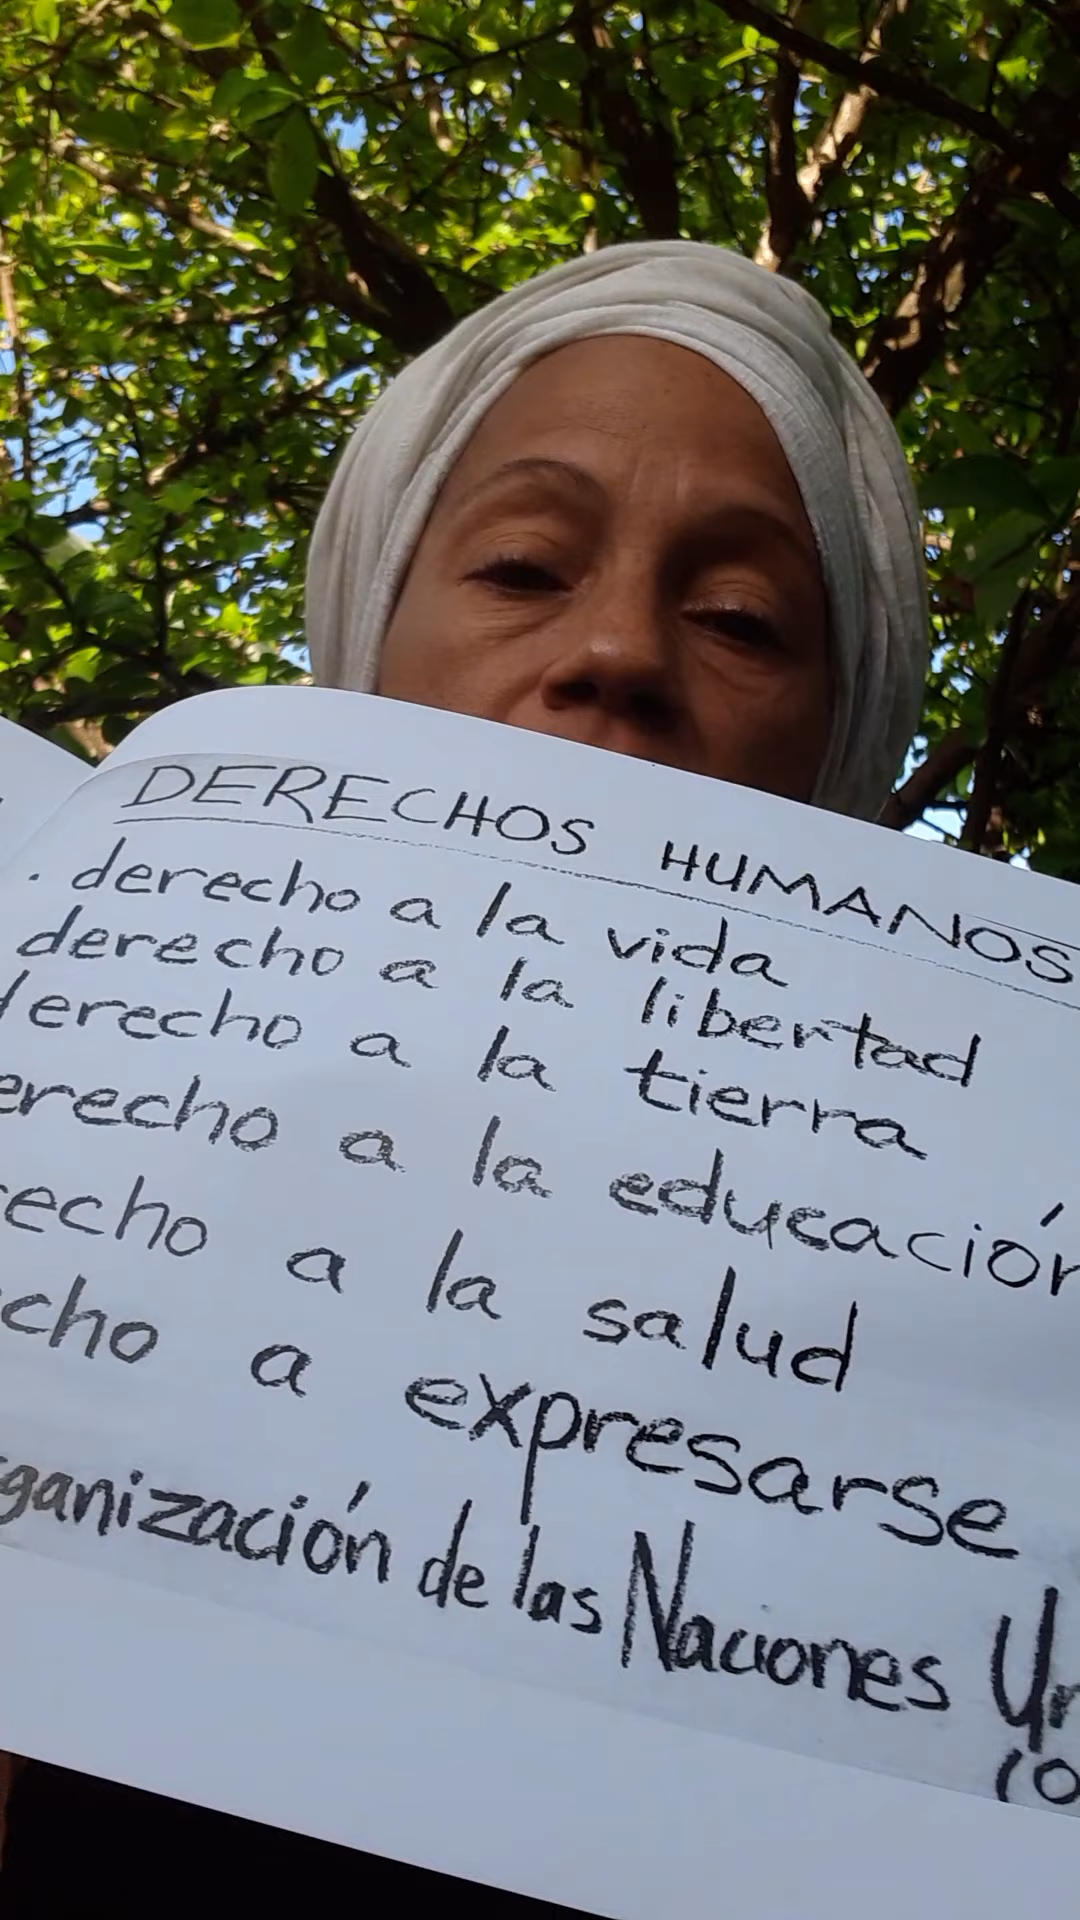 DERECHOS HUMANOS
. derecho a la vida
derecho a la libertad
derecho a la tierra
erecho a la educación
echo a la salud
cho a expresarse
ganización de las Naciones